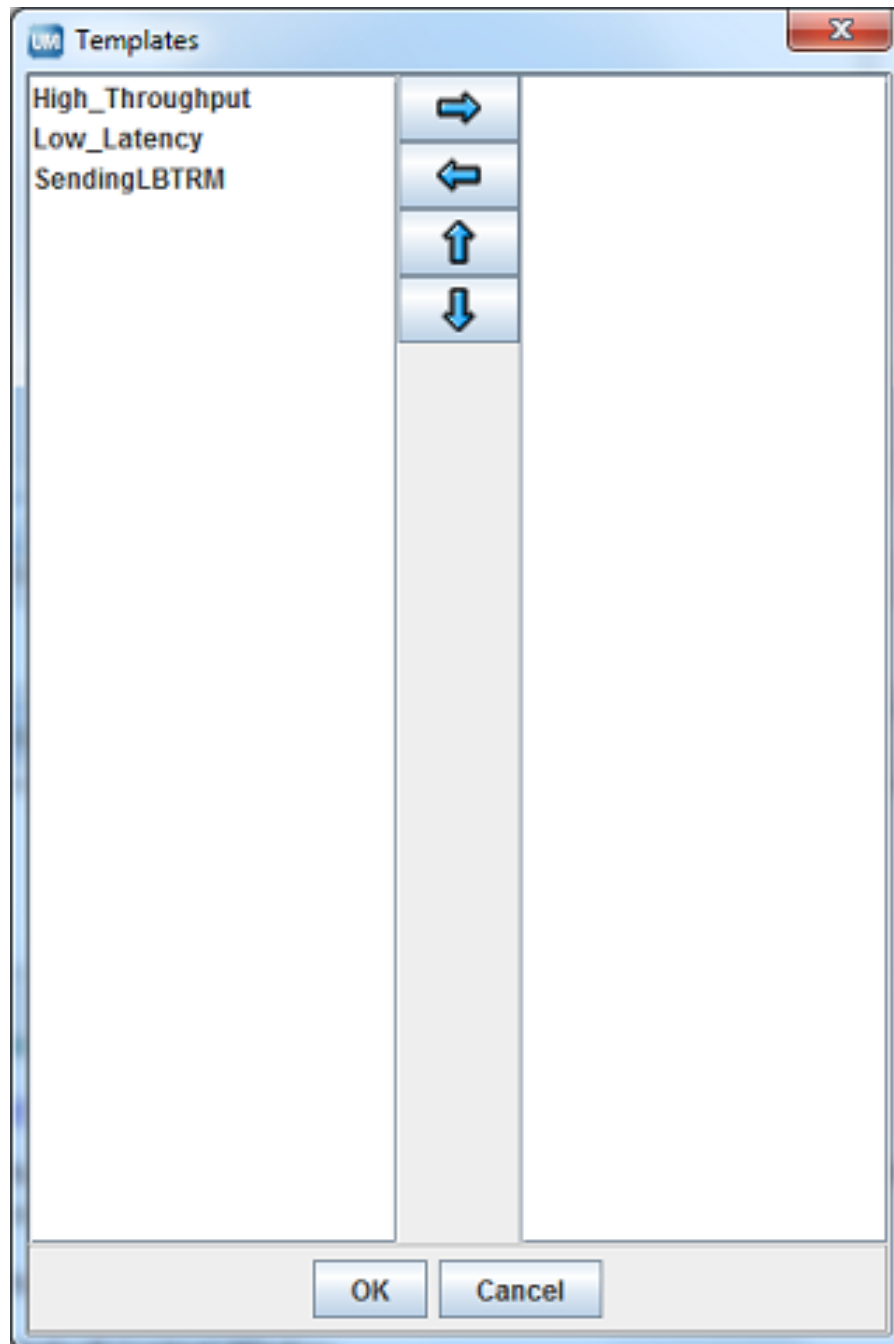 UM Templates
High_Throughput
Low_Latency
SendingLBTRM
OK Cancel